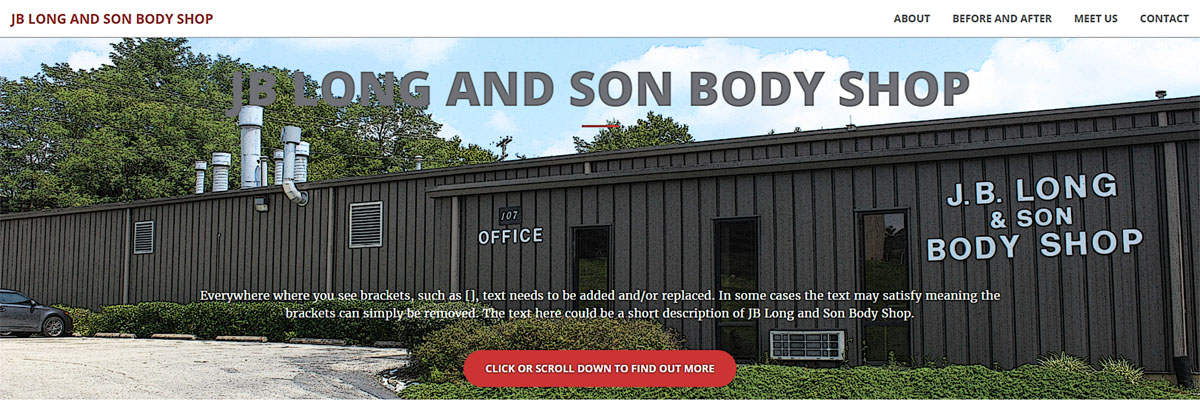 JB LONG AND SON BODY SHOP
ABOUT BEFORE AND AFTER MEET US CONTACT
JB LONG AND SON BODY SHOP
J.B. LONG
& SON
BODY SHOP
107
OFFICE
Everywhere where you see brackets, such as [], text needs to be added and/or replaced. In some cases the text may satisfy meaning the
brackets can simply be removed. The text here could be a short description of JB Long and Son Body Shop.
CLICK OR SCROLL DOWN TO FIND OUT MORE